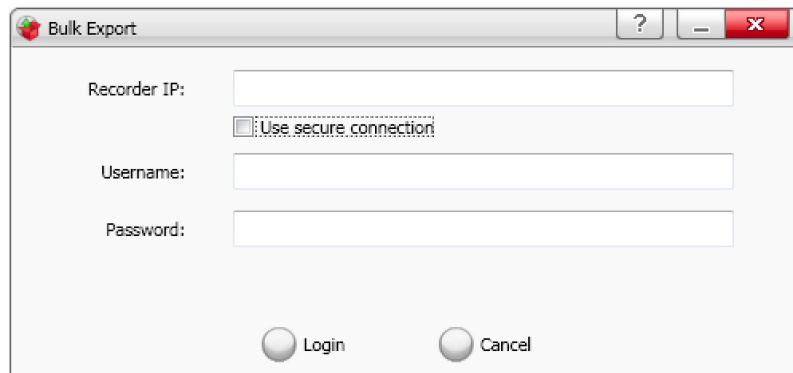 Bulk Export
?
Recorder IP:
Use secure connection
Username:
Password:
Login
Cancel